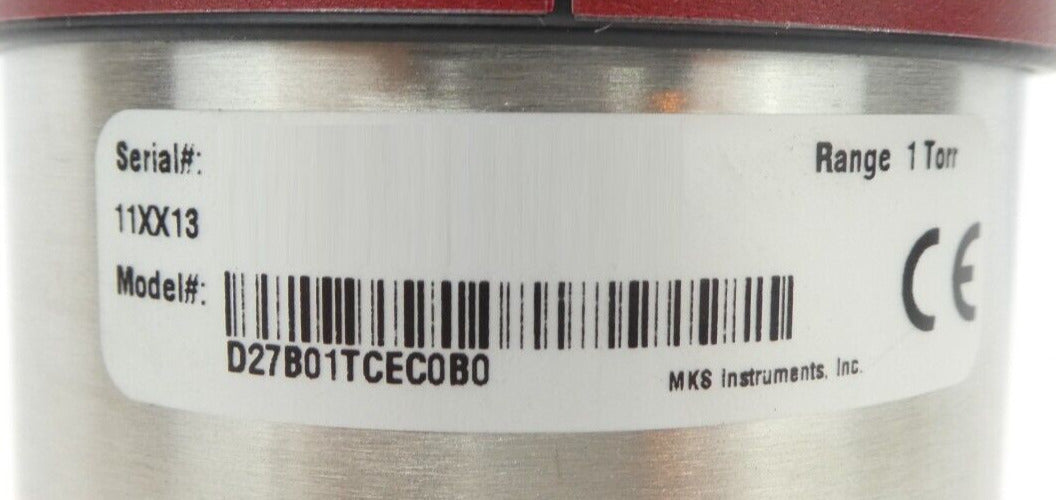 Serial#:
Range 1 Torr
11XX13
Model#:
CE
D27B01TCEC0B0
MKS Instruments, Inc.